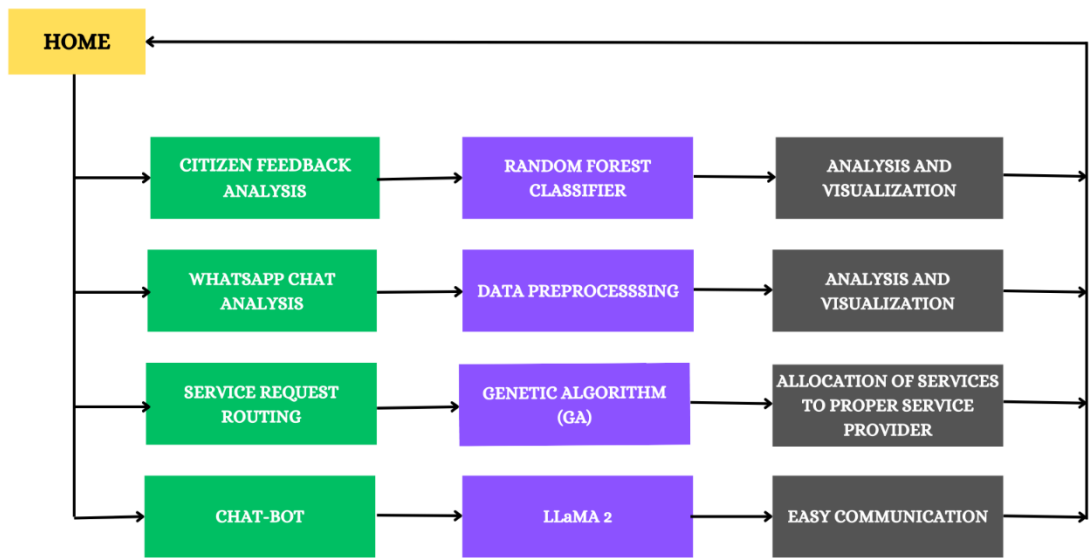 HOME
CITIZEN FEEDBACK
ANALYSIS
RANDOM FOREST
CLASSIFIER
ANALYSIS AND
VISUALIZATION
WHATSAPP CHAT
ANALYSIS
DATA PREPROCESSSING
ANALYSIS AND
VISUALIZATION
SERVICE REQUEST
ROUTING
GENETIC ALGORITHM
(GA)
ALLOCATION OF SERVICES
TO PROPER SERVICE
PROVIDER
CHAT-BOT
LLaMA 2
EASY COMMUNICATION